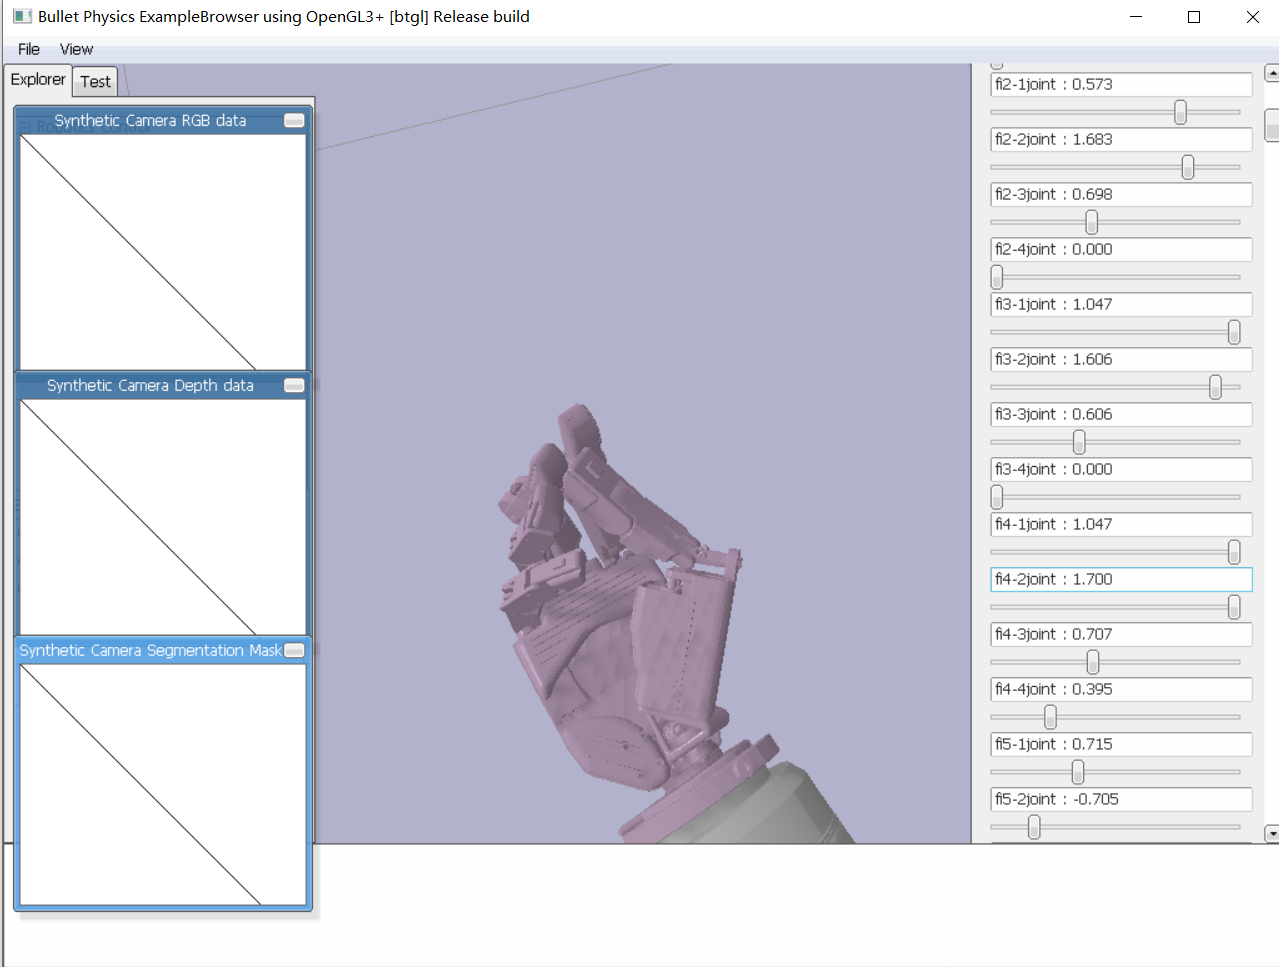 Bullet Physics ExampleBrowser using OpenGL3+ [btgl] Release build
File View
Explorer Test
Robotics Control
Synthetic Camera RGB data
Synthetic Camera Depth data
Synthetic Camera Segmentation Mask
fi2-1joint : 0.573
fi2-2joint : 1.683
fi2-3joint : 0.698
fi2-4joint : 0.000
fi3-1joint : 1.047
fi3-2joint : 1.606
fi3-3joint : 0.606
fi3-4joint : 0.000
fi4-1joint : 1.047
fi4-2joint : 1.700
fi4-3joint : 0.707
fi4-4joint : 0.395
fi5-1joint : 0.715
fi5-2joint : -0.705